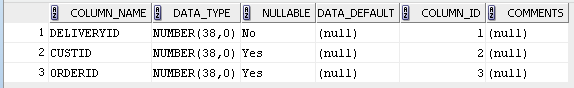 COLUMN_NAME DATA_TYPE NULLABLE DATA_DEFAULT COLUMN_ID COMMENTS
1 DELIVERYID NUMBER(38,0) No (null) 1 (null)
2 CUSTID NUMBER(38,0) Yes (null) 2 (null)
3 ORDERID NUMBER(38,0) Yes (null) 3 (null)